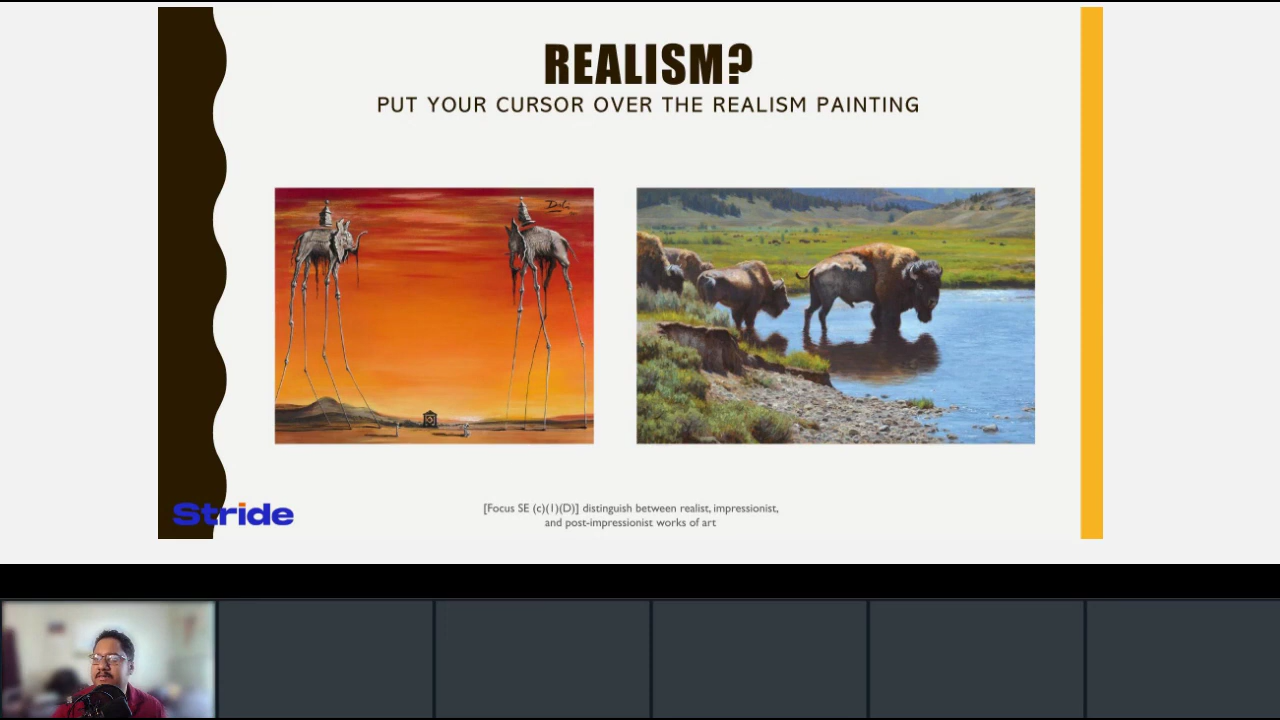 REALISM?
PUT YOUR CURSOR OVER THE REALISM PAINTING
Dalí
Stride
[Focus SE (c)(1)(D)] distinguish between realist, impressionist,
and post-impressionist works of art